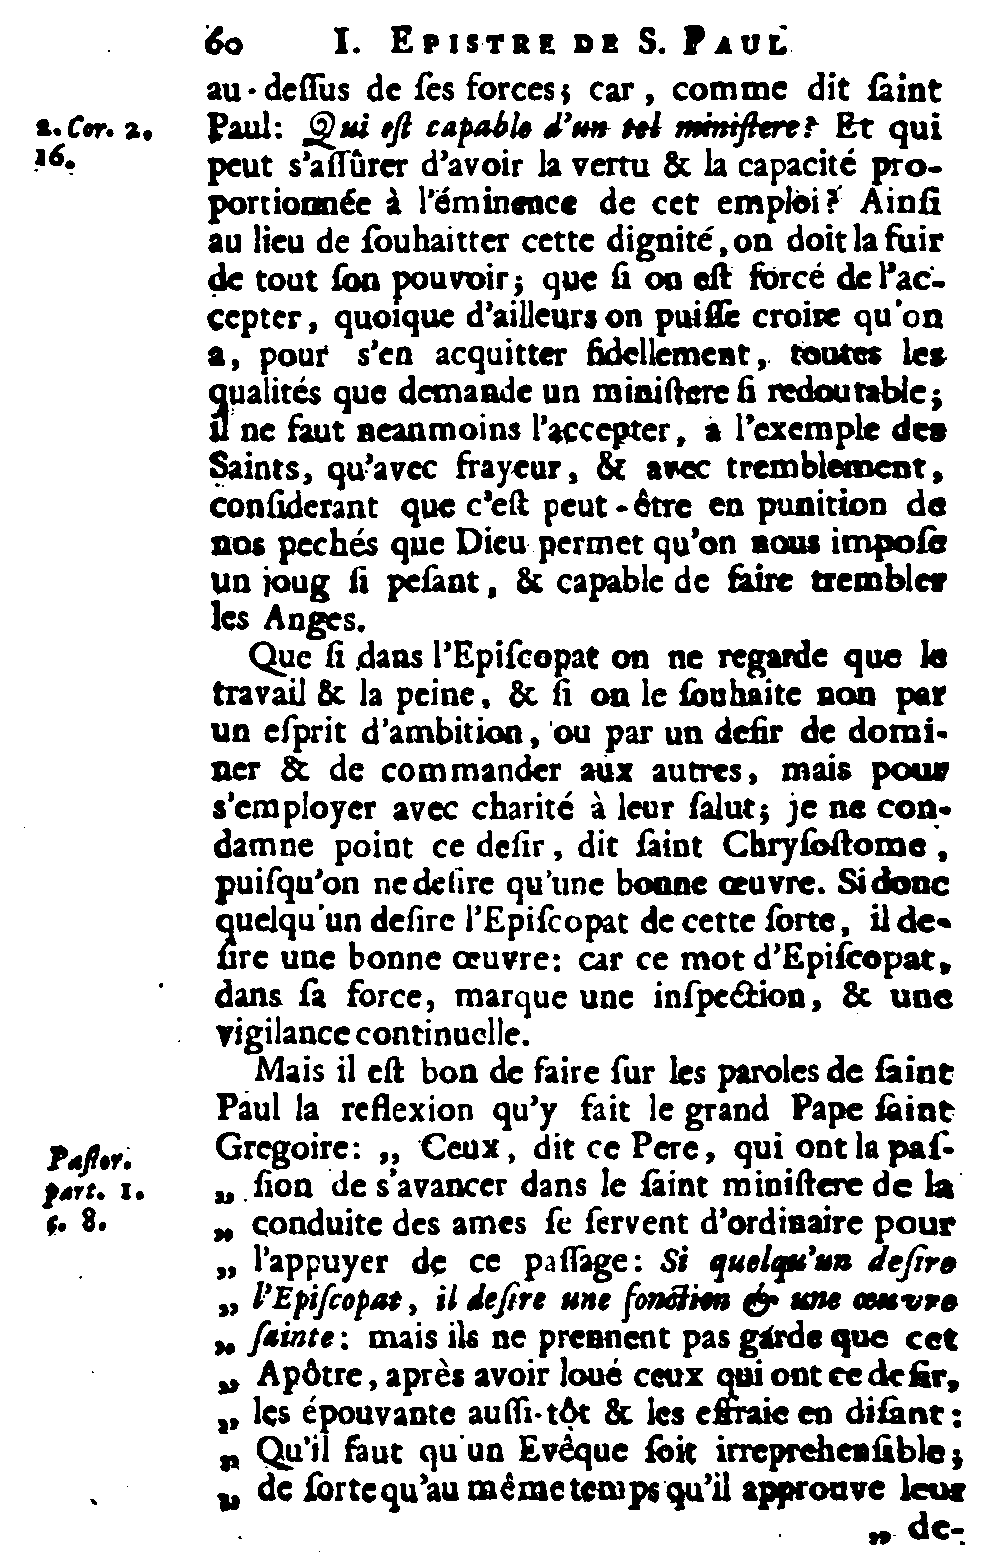 60 I. EPISTRE DE S. PAUL
au-deſſus de ſes forces; car, comme dit ſaint
2. Cor. 2. Paul: Qui eſt capable d'un tel miniſtere? Et qui
16. peut s'aſſûrer d'avoir la vertu & la capacité pro-
portionnée à l'éminence de cet emploi? Ainſi
au lieu de ſouhaitter cette dignité, on doit la fuir
de tout ſon pouvoir; que ſi on eſt forcé de l'ac-
cepter, quoique d'ailleurs on puiſſe croire qu'on
a, pour s'en acquitter fidellement, toutes les
qualités que demande un miniſtere ſi redoutable;
il ne faut neanmoins l'accepter, a l'exemple des
Saints, qu'avec frayeur, & avec tremblement,
conſiderant que c'eſt peut-être en punition de
nos pechés que Dieu permet qu'on nous impoſe
un joug ſi peſant, & capable de faire trembler
les Anges.
Que ſi dans l'Epiſcopat on ne regarde que le
travail & la peine, & ſi on le ſouhaite non par
un eſprit d'ambition, ou par un deſir de domi-
ner & de commander aux autres, mais pour
s'employer avec charité à leur ſalut; je ne con-
damne point ce deſir, dit ſaint Chryſoſtome,
puiſqu'on ne deſire qu'une bonne œuvre. Si donc
quelqu'un deſire l'Epiſcopat de cette ſorte, il de-
ſire une bonne œuvre: car ce mot d'Epiſcopat,
dans ſa force, marque une inſpection, & une
vigilance continuelle.
Mais il eſt bon de faire ſur les paroles de ſaint
Paul la reflexion qu'y fait le grand Pape ſaint
Paſtor. Gregoire: „ Ceux, dit ce Pere, qui ont la paſ-
part. 1. „ ſion de s'avancer dans le ſaint miniſtere de la
c. 8. „ conduite des ames ſe ſervent d'ordinaire pour
„ l'appuyer de ce paſſage: Si quelqu'un deſire
„ l'Epiſcopat, il deſire une fonction & une œuvre
„ ſainte: mais ils ne prennent pas garde que cet
„ Apôtre, après avoir loué ceux qui ont ce deſir,
„ les épouvante auſſi-tôt & les effraie en diſant:
„ Qu'il faut qu'un Evêque ſoit irreprehenſible;
„ de ſorte qu'au même temps qu'il approuve leur
„ de-